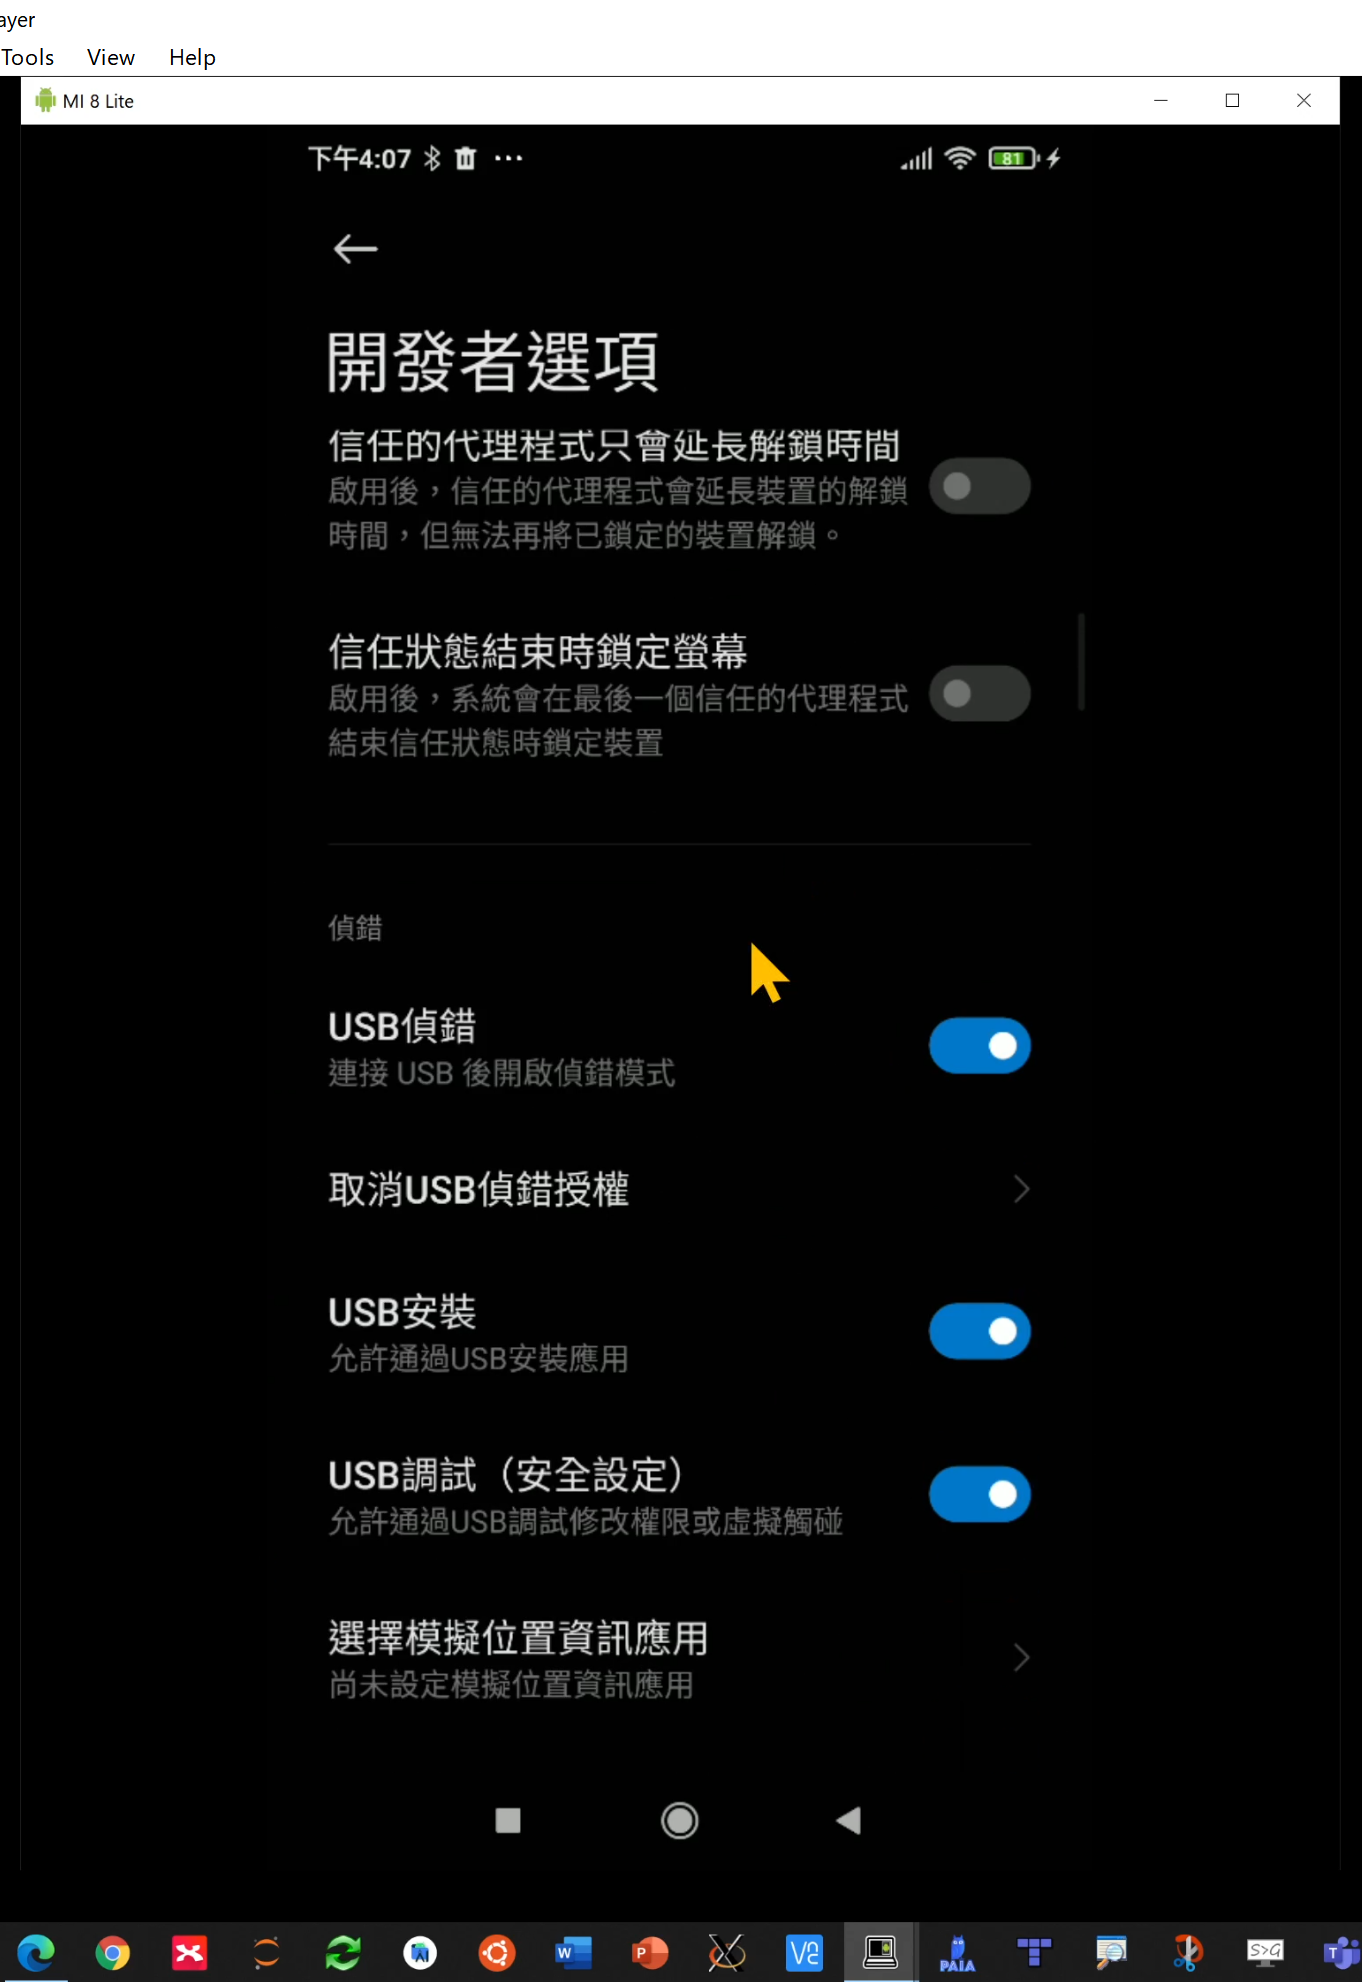 ayer
Tools View Help
MI 8 Lite
下午4:07 81
開發者選項
信任的代理程式只會延長解鎖時間
啟用後，信任的代理程式會延長裝置的解鎖
時間，但無法再將已鎖定的裝置解鎖。
信任狀態結束時鎖定螢幕
啟用後，系統會在最後一個信任的代理程式
結束信任狀態時鎖定裝置
偵錯
USB偵錯
連接 USB 後開啟偵錯模式
取消USB偵錯授權
USB安裝
允許通過USB安裝應用
USB調試（安全設定）
允許通過USB調試修改權限或虛擬觸碰
選擇模擬位置資訊應用
尚未設定模擬位置資訊應用
W P PAIA S>G T